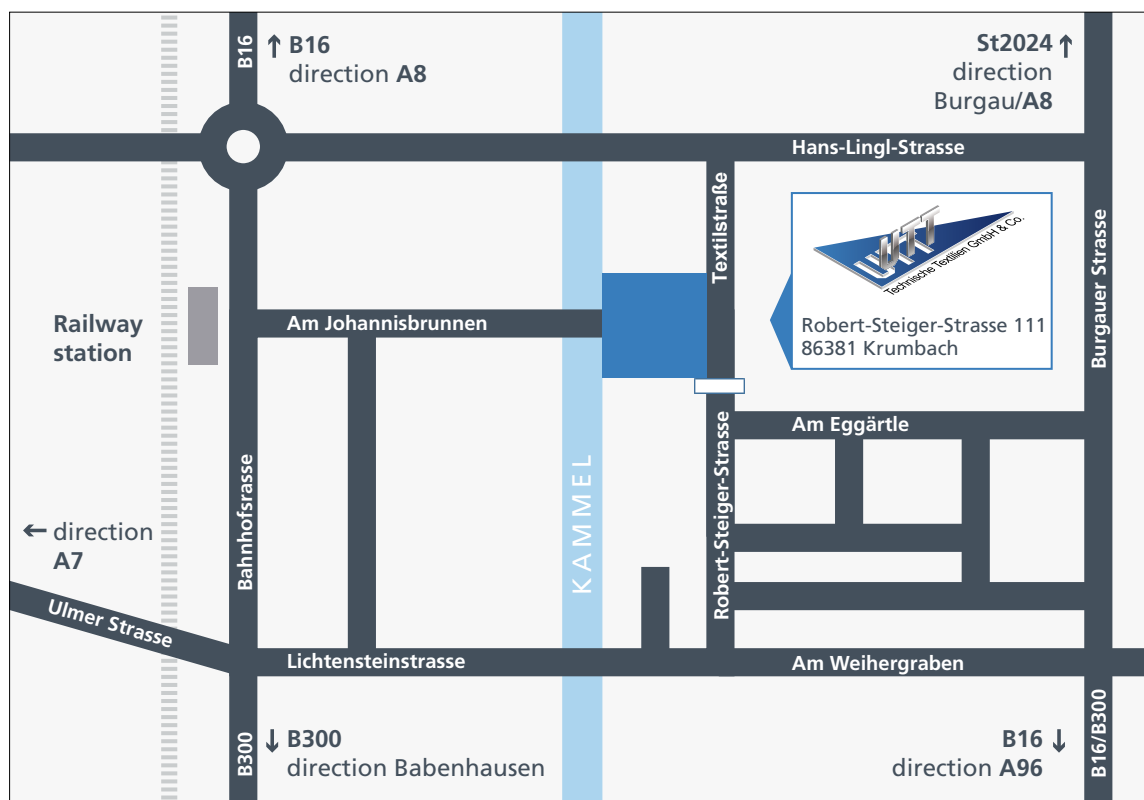 B16
B16
direction A8
St2024
direction
Burgau/A8
Hans-Lingl-Strasse
Textilstraße
UTT
Technische Textilien GmbH & Co.
Robert-Steiger-Strasse 111
86381 Krumbach
Burgauer Strasse
Railway
station
Am Johannisbrunnen
Am Eggärtle
KAMMEL
Bahnhofsrasse
Robert-Steiger-Strasse
direction
A7
Ulmer Strasse
Lichtensteinstrasse
Am Weihergraben
B300
B300
direction Babenhausen
B16
direction A96
B16/B300